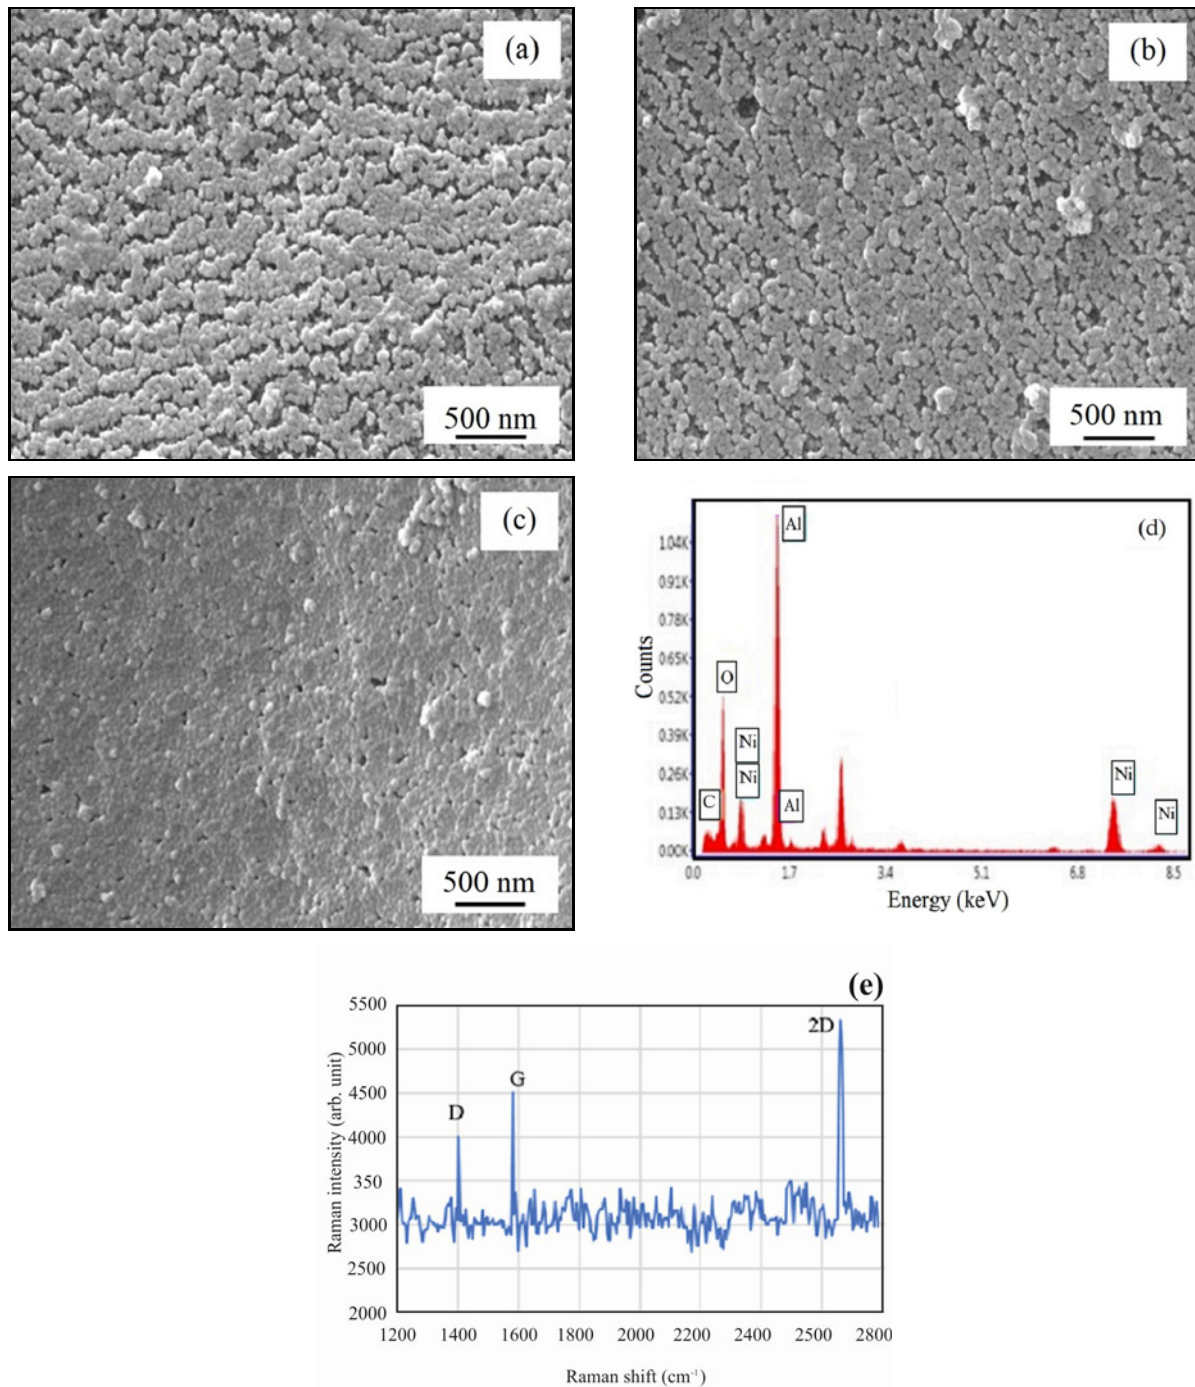 (a)
500 nm
(b)
500 nm
(c)
500 nm
(d)
Counts
1.04K
0.91K
0.78K
0.65K
0.52K
0.39K
0.26K
0.13K
0.00K
Al
O
Ni
Ni
C
Al
Ni
Ni
0.0 1.7 3.4 5.1 6.8 8.5
Energy (keV)
(e)
Raman intensity (arb. unit)
5500
5000
4500
4000
350
3000
2500
2000
D
G
2D
1200 1400 1600 1800 2000 2200 2400 2600 2800
Raman shift (cm⁻¹)